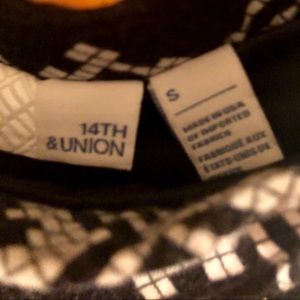 14TH
& UNION
S
MADE IN USA
OF IMPORTED
FABRICS
FABRIQUÉ AUX
ÉTATS-UNIS DE